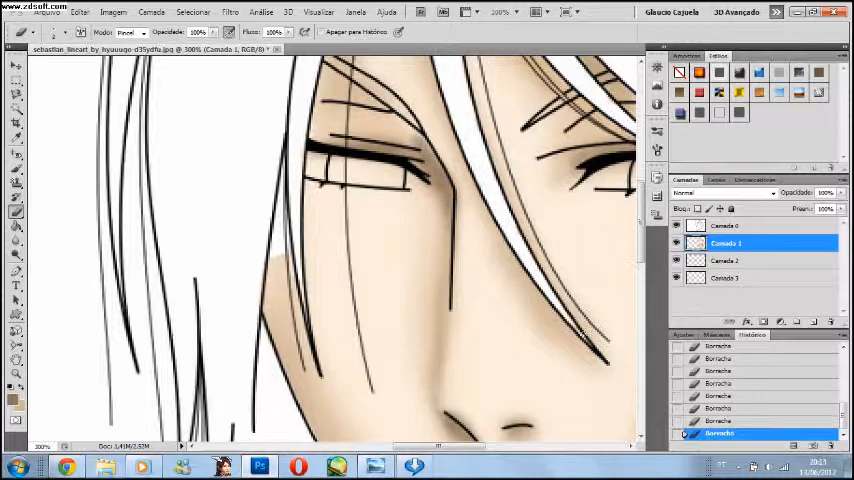 www.zdsoft.com
Arquivo Editar Imagem Camada Selecionar Filtro Análise 3D Visualizar Janela Ajuda 100% Glaucio Cajuela 3D Avançado
Modo: Pincel Opacidade: 100% Fluxo: 100% Apagar para Histórico
sebastian_lineart_by_hyuuugo-d35ydfu.jpg @ 300% (Camada 1, RGB/8) *
Amostras Estilos
Camadas Canais Demarcadores
Normal Opacidade: 100%
Bloq.: Preen.: 100%
Camada 0
Camada 1
Camada 2
Camada 3
Ajustes Máscaras Histórico
Borracha
Borracha
Borracha
Borracha
Borracha
Borracha
Borracha
Borracha
300% Doc: 1,41M/2,52M
PT 20:14
13/06/2012